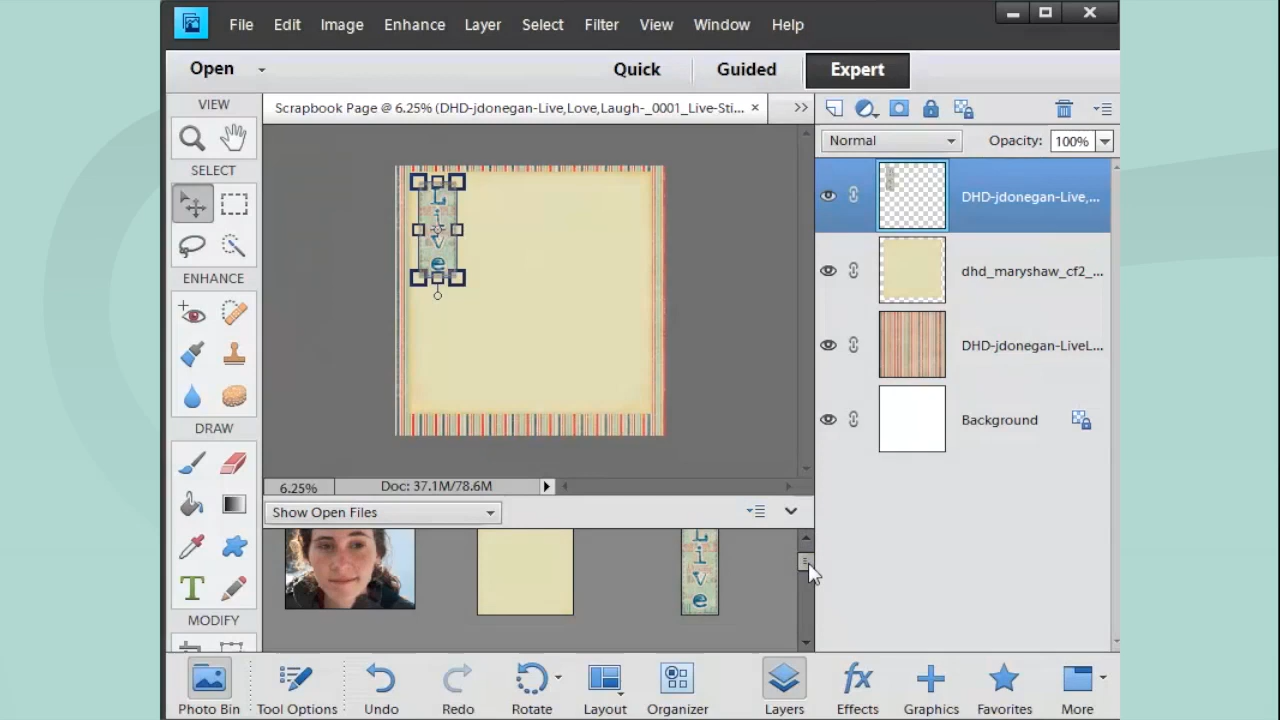 File Edit Image Enhance Layer Select Filter View Window Help
Open Quick Guided Expert
VIEW
Scrapbook Page @ 6.25% (DHD-jdonegan-Live,Love,Laugh-_0001_Live-Sti... × >>
Normal Opacity: 100%
SELECT
Live
DHD-jdonegan-Live,...
dhd_maryshaw_cf2_...
ENHANCE
DHD-jdonegan-LiveL...
Background
DRAW
6.25% Doc: 37.1M/78.6M
Show Open Files
Live
T
MODIFY
Photo Bin Tool Options Undo Redo Rotate Layout Organizer Layers fx Effects Graphics Favorites More